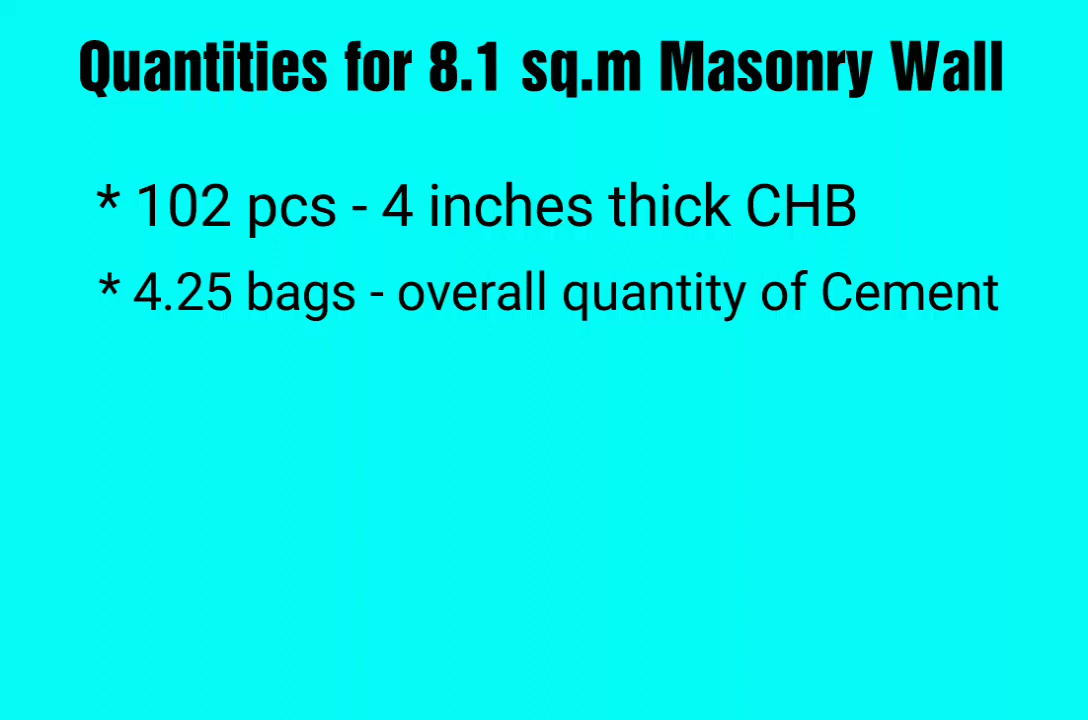 Quantities for 8.1 sq.m Masonry Wall
* 102 pcs - 4 inches thick CHB
* 4.25 bags - overall quantity of Cement